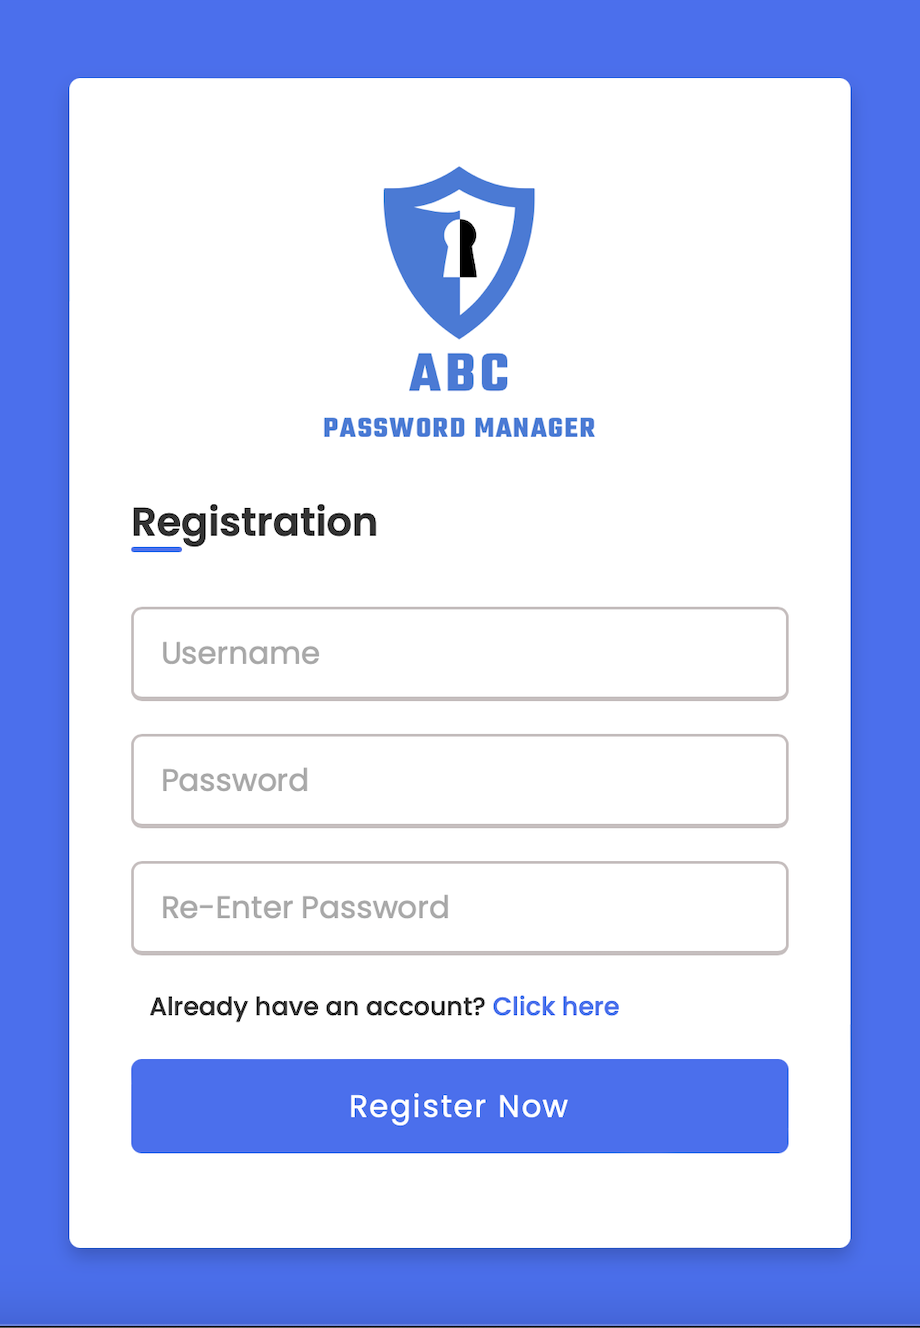 ABC
PASSWORD MANAGER
Registration
Username
Password
Re-Enter Password
Already have an account? Click here
Register Now